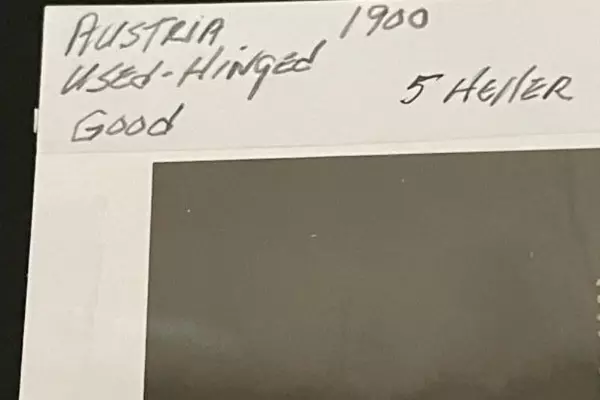 AUSTRIA 1900
USED-HINGED
5 HEllER
GOOD